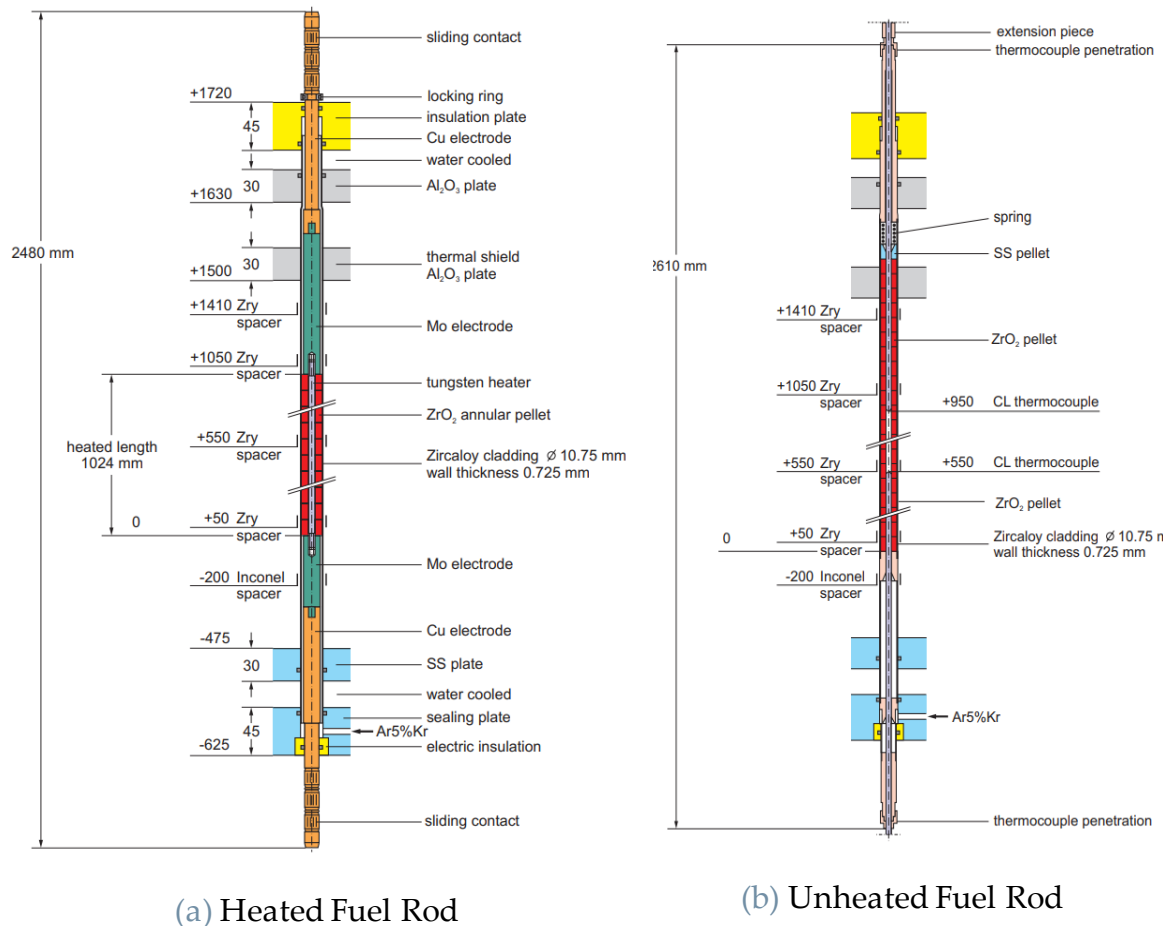 sliding contact
+1720
locking ring
insulation plate
45
Cu electrode
water cooled
30
Al₂O₃ plate
+1630
2480 mm
thermal shield
30
Al₂O₃ plate
+1500
+1410 Zry
spacer
Mo electrode
+1050 Zry
spacer
tungsten heater
ZrO₂ annular pellet
heated length
1024 mm
+550 Zry
spacer
Zircaloy cladding ∅ 10.75 mm
wall thickness 0.725 mm
0
+50 Zry
spacer
Mo electrode
-200 Inconel
spacer
Cu electrode
-475
30
SS plate
water cooled
sealing plate
45
Ar5%Kr
-625
electric insulation
sliding contact
(a) Heated Fuel Rod
extension piece
thermocouple penetration
spring
SS pellet
2610 mm
+1410 Zry
spacer
ZrO₂ pellet
+1050 Zry
spacer
+950 CL thermocouple
+550 Zry
spacer
+550 CL thermocouple
ZrO₂ pellet
0
+50 Zry
spacer
Zircaloy cladding ∅ 10.75 m
wall thickness 0.725 mm
-200 Inconel
spacer
Ar5%Kr
thermocouple penetration
(b) Unheated Fuel Rod